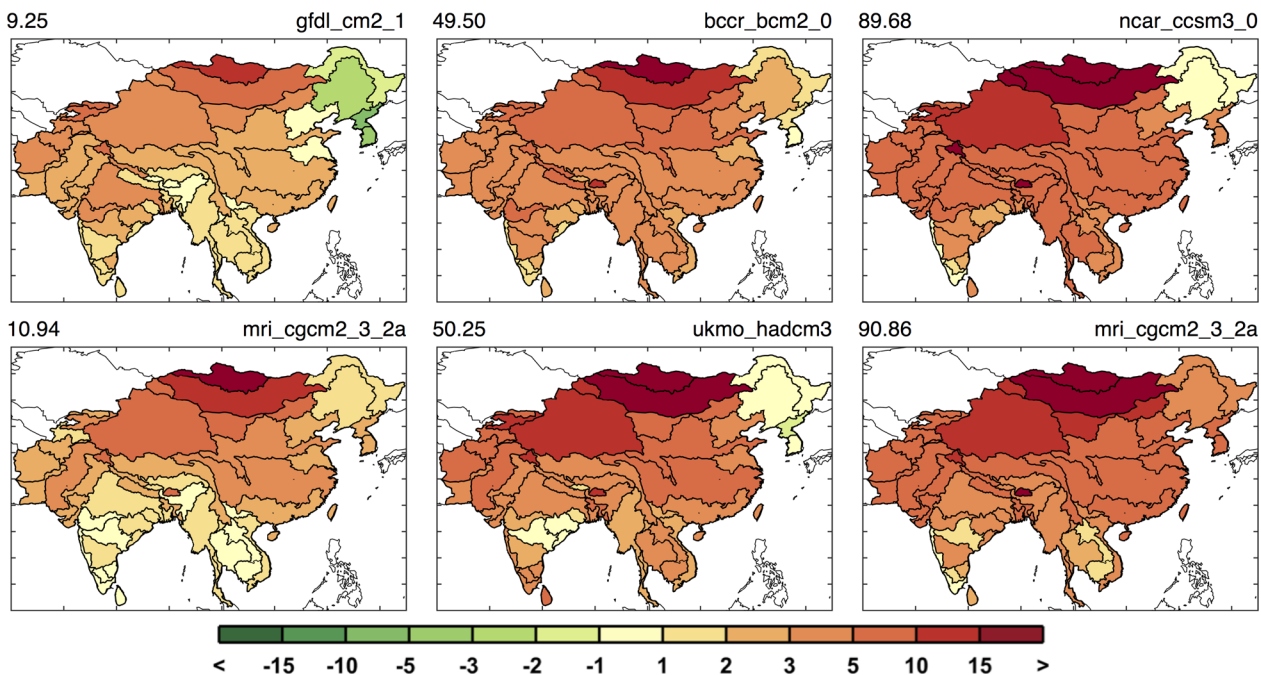 9.25 gfdl_cm2_1 49.50 bccr_bcm2_0 89.68 ncar_ccsm3_0
10.94 mri_cgcm2_3_2a 50.25 ukmo_hadcm3 90.86 mri_cgcm2_3_2a
< -15 -10 -5 -3 -2 -1 1 2 3 5 10 15 >